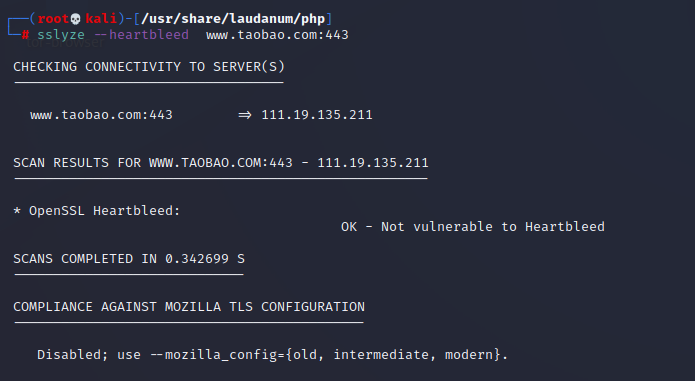 (root💀kali)-[/usr/share/laudanum/php]
# sslyze --heartbleed www.taobao.com:443
CHECKING CONNECTIVITY TO SERVER(S)
----------------------------------
www.taobao.com:443 => 111.19.135.211
SCAN RESULTS FOR WWW.TAOBAO.COM:443 - 111.19.135.211
----------------------------------------------------
* OpenSSL Heartbleed:
OK - Not vulnerable to Heartbleed
SCANS COMPLETED IN 0.342699 S
-----------------------------
COMPLIANCE AGAINST MOZILLA TLS CONFIGURATION
--------------------------------------------
Disabled; use --mozilla_config={old, intermediate, modern}.